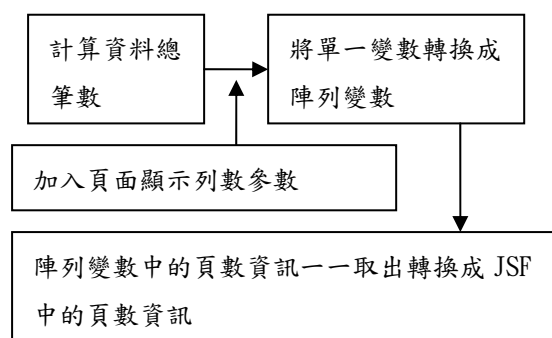 計算資料總
筆數
將單一變數轉換成
陣列變數
加入頁面顯示列數參數
陣列變數中的頁數資訊一一取出轉換成 JSF
中的頁數資訊